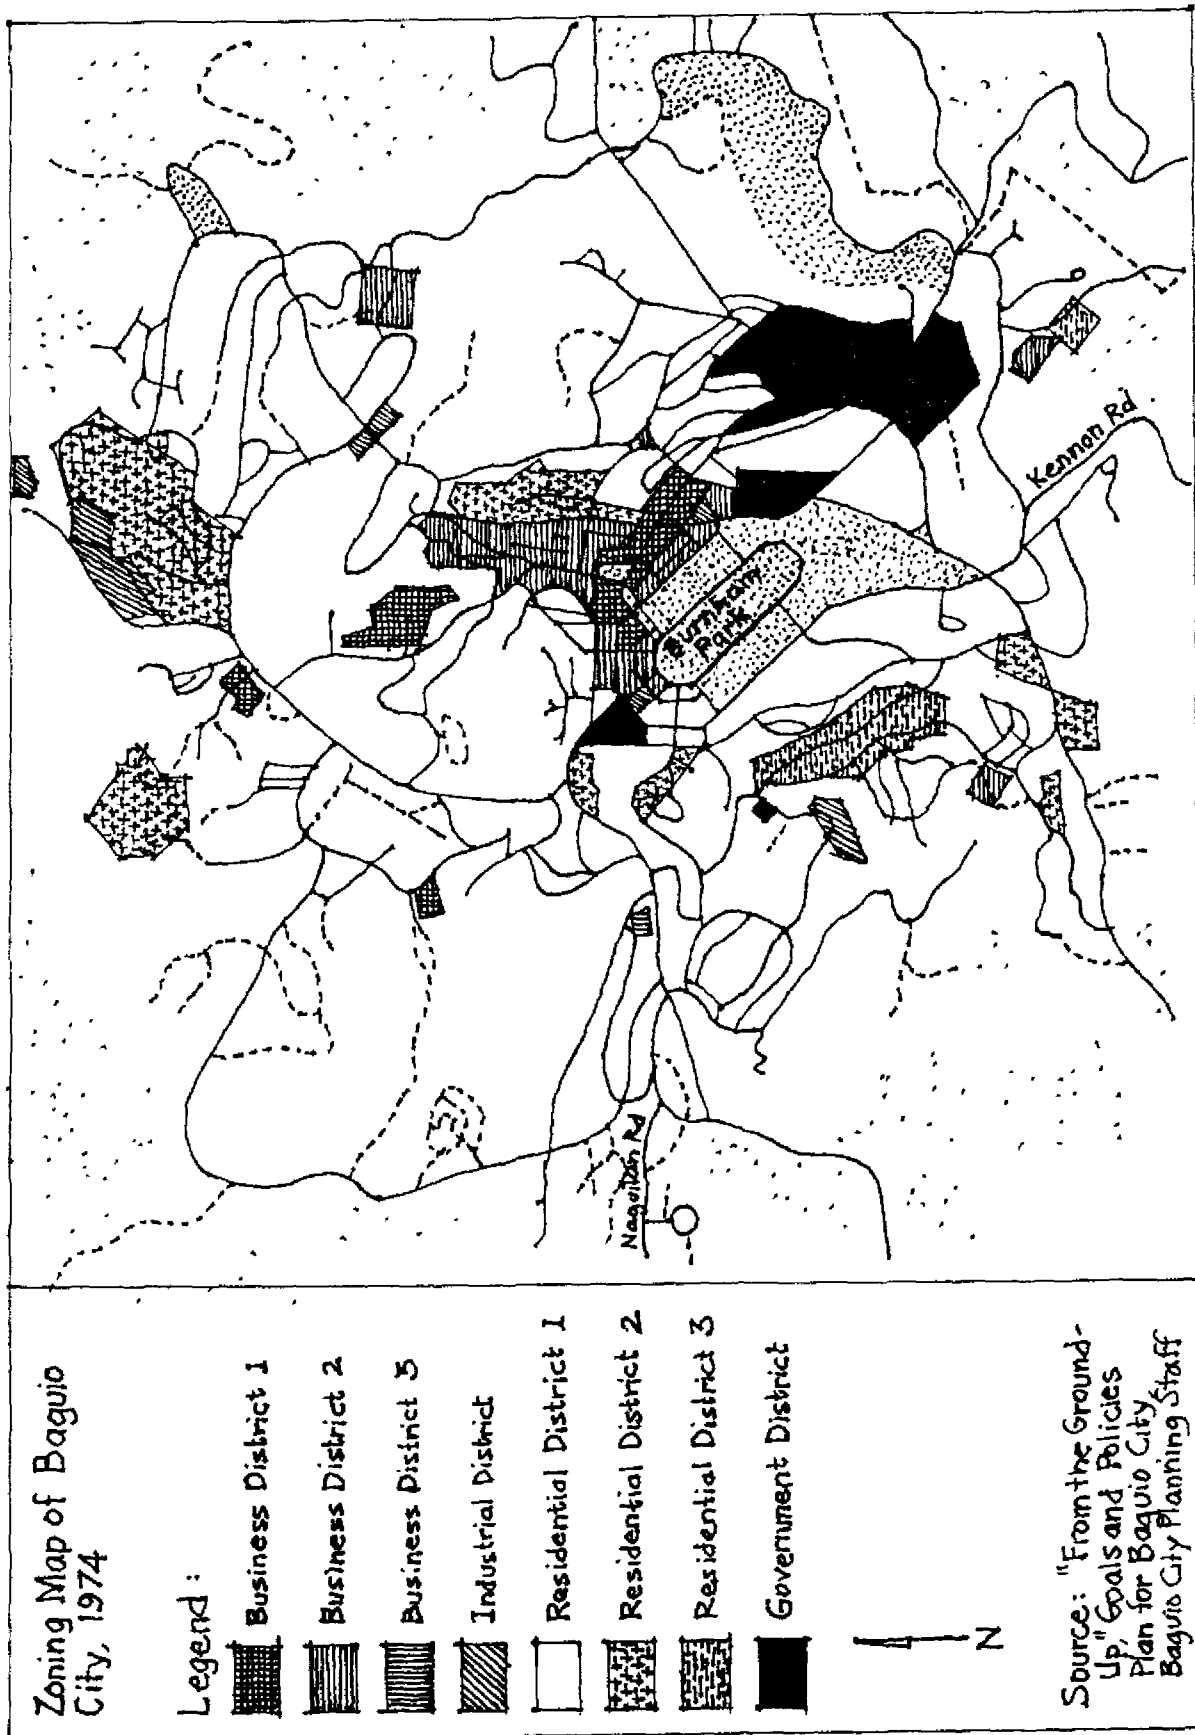 Zoning Map of Baguio
City, 1974
Legend:
Business District 1
Business District 2
Business District 3
Industrial District
Residential District 1
Residential District 2
Residential District 3
Government District
N
Source: "From the Ground-
Up," Goals and Policies
Plan for Baguio City,
Baguio City Planning Staff
Naguilian Rd
Burnham
Park
Kennon Rd